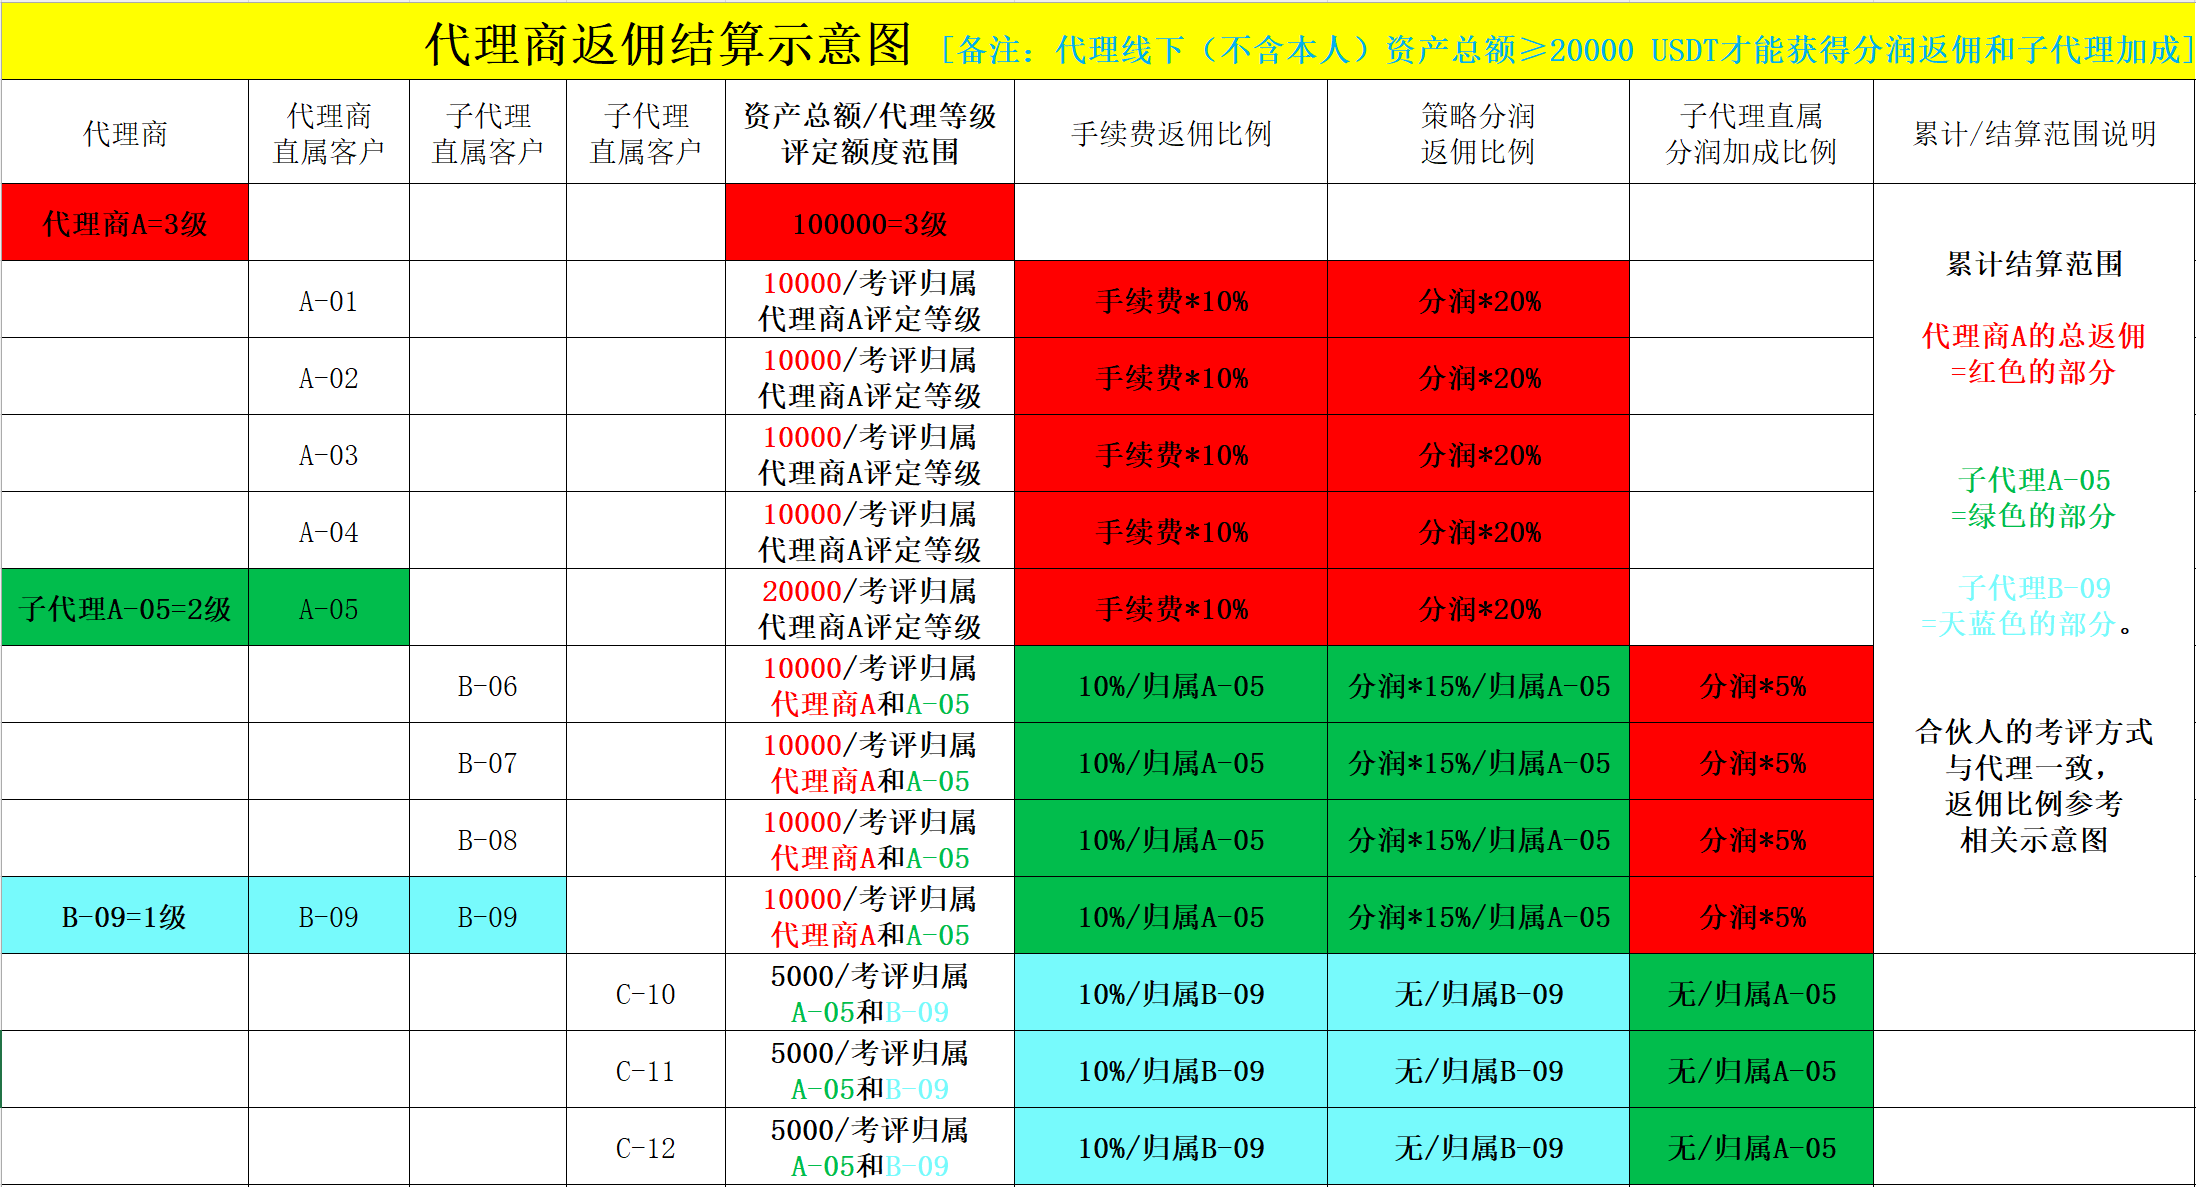 代理商返佣结算示意图 [备注：代理线下（不含本人）资产总额≥20000 USDT才能获得分润返佣和子代理加成]
代理商
代理商
直属客户
子代理
直属客户
子代理
直属客户
资产总额/代理等级
评定额度范围
手续费返佣比例
策略分润
返佣比例
子代理直属
分润加成比例
累计/结算范围说明
代理商A=3级
100000=3级
A-01
10000/考评归属
代理商A评定等级
手续费*10%
分润*20%
A-02
10000/考评归属
代理商A评定等级
手续费*10%
分润*20%
A-03
10000/考评归属
代理商A评定等级
手续费*10%
分润*20%
A-04
10000/考评归属
代理商A评定等级
手续费*10%
分润*20%
子代理A-05=2级
A-05
20000/考评归属
代理商A评定等级
手续费*10%
分润*20%
B-06
10000/考评归属
代理商A和A-05
10%/归属A-05
分润*15%/归属A-05
分润*5%
B-07
10000/考评归属
代理商A和A-05
10%/归属A-05
分润*15%/归属A-05
分润*5%
B-08
10000/考评归属
代理商A和A-05
10%/归属A-05
分润*15%/归属A-05
分润*5%
B-09=1级
B-09
B-09
10000/考评归属
代理商A和A-05
10%/归属A-05
分润*15%/归属A-05
分润*5%
累计结算范围
代理商A的总返佣
=红色的部分
子代理A-05
=绿色的部分
子代理B-09
=天蓝色的部分。
合伙人的考评方式
与代理一致，
返佣比例参考
相关示意图
C-10
5000/考评归属
A-05和B-09
10%/归属B-09
无/归属B-09
无/归属A-05
C-11
5000/考评归属
A-05和B-09
10%/归属B-09
无/归属B-09
无/归属A-05
C-12
5000/考评归属
A-05和B-09
10%/归属B-09
无/归属B-09
无/归属A-05